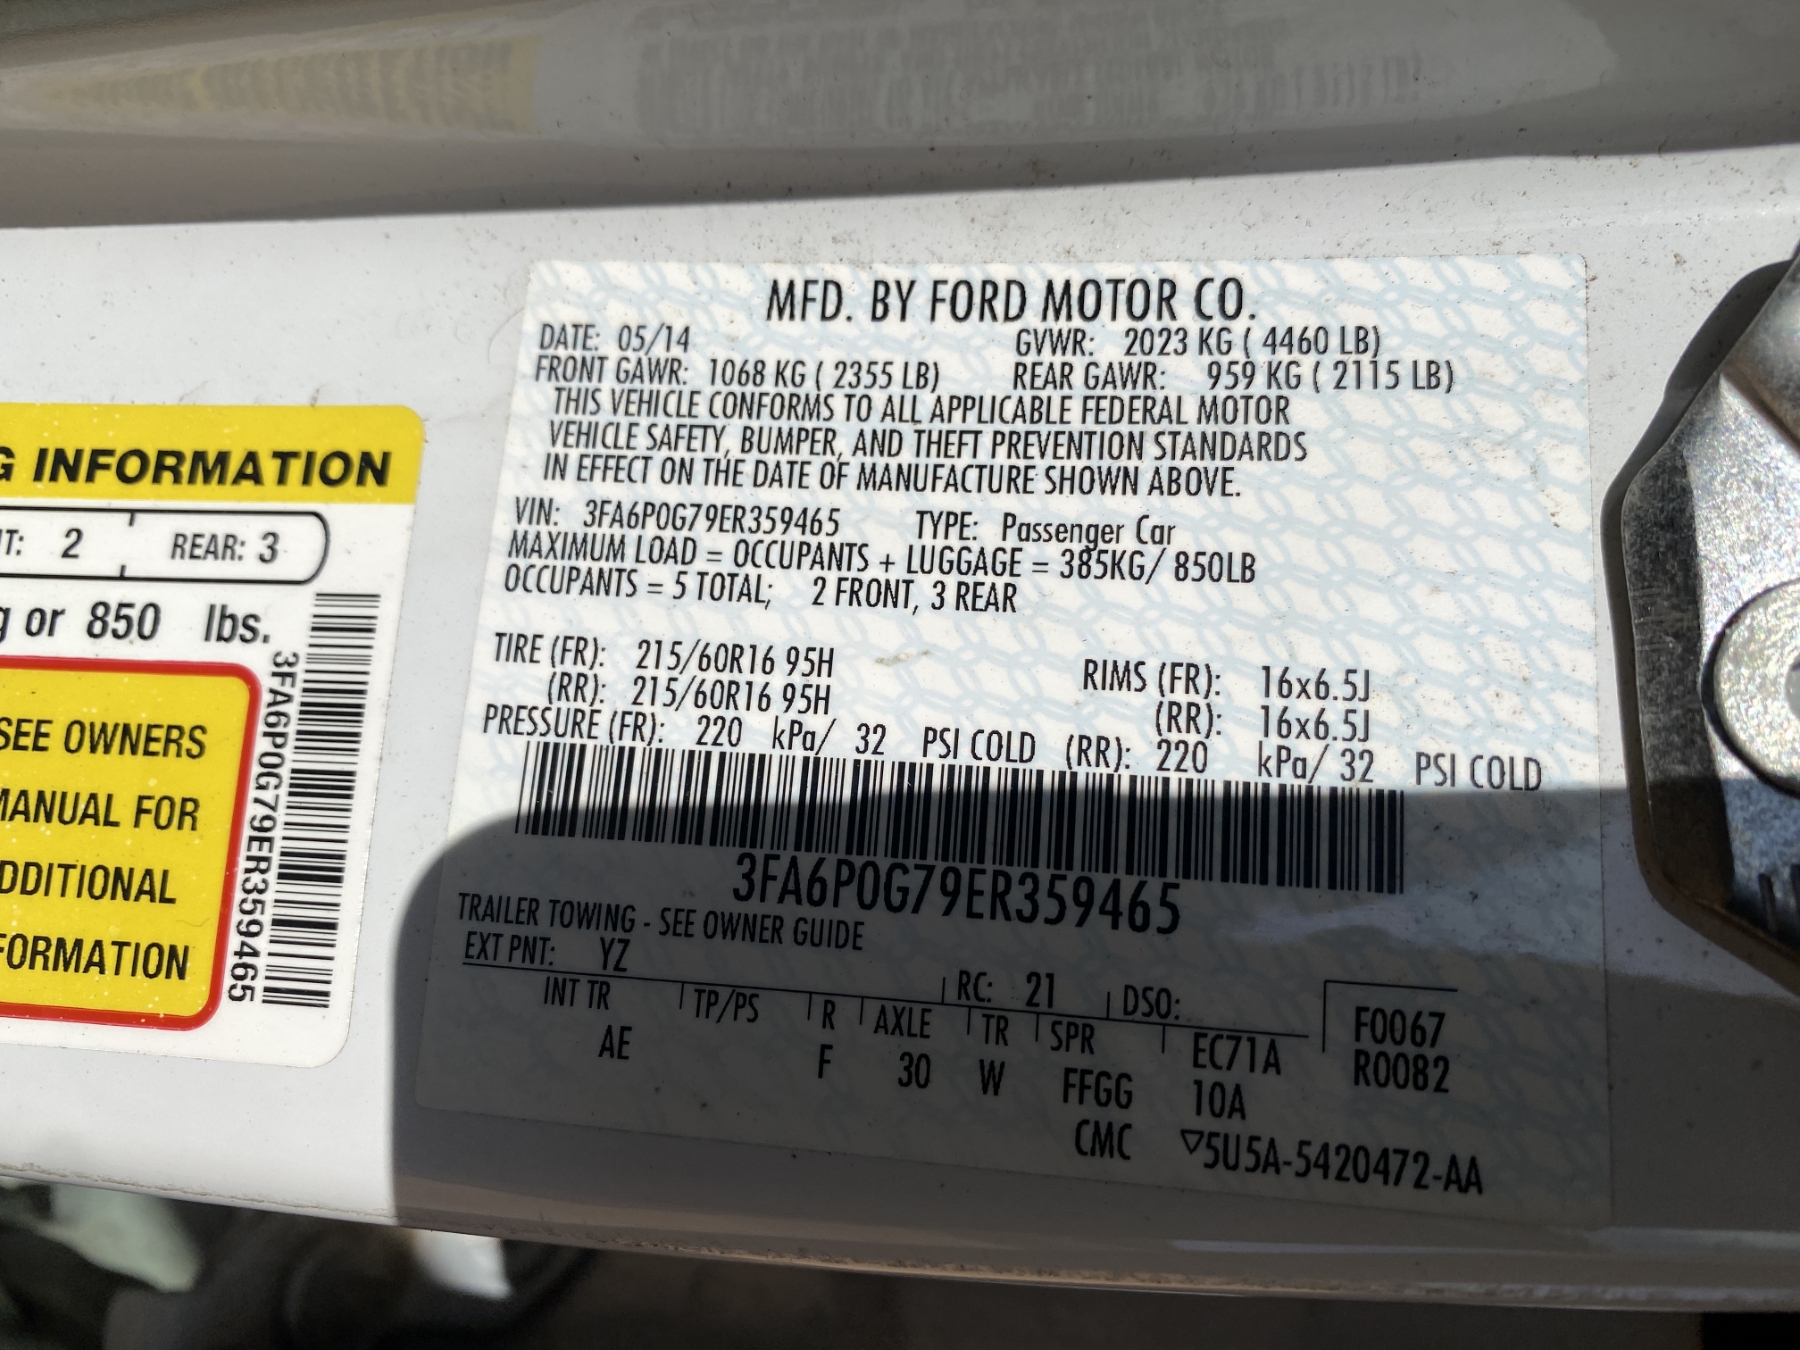 G INFORMATION
T: 2 REAR: 3
g or 850 lbs.
SEE OWNERS
MANUAL FOR
DDITIONAL
FORMATION
3FA6P0G79ER359465
MFD. BY FORD MOTOR CO.
DATE: 05/14 GVWR: 2023 KG ( 4460 LB)
FRONT GAWR: 1068 KG ( 2355 LB) REAR GAWR: 959 KG ( 2115 LB)
THIS VEHICLE CONFORMS TO ALL APPLICABLE FEDERAL MOTOR
VEHICLE SAFETY, BUMPER, AND THEFT PREVENTION STANDARDS
IN EFFECT ON THE DATE OF MANUFACTURE SHOWN ABOVE.
VIN: 3FA6P0G79ER359465 TYPE: Passenger Car
MAXIMUM LOAD = OCCUPANTS + LUGGAGE = 385KG/ 850LB
OCCUPANTS = 5 TOTAL; 2 FRONT, 3 REAR
TIRE (FR): 215/60R16 95H RIMS (FR): 16x6.5J
(RR): 215/60R16 95H (RR): 16x6.5J
PRESSURE (FR): 220 kPa/ 32 PSI COLD (RR): 220 kPa/ 32 PSI COLD
3FA6P0G79ER359465
TRAILER TOWING - SEE OWNER GUIDE
EXT PNT: YZ RC: 21 DSO:
INT TR TP/PS R AXLE TR SPR EC71A F0067
AE F 30 W FFGG 10A R0082
CMC ▽5U5A-5420472-AA